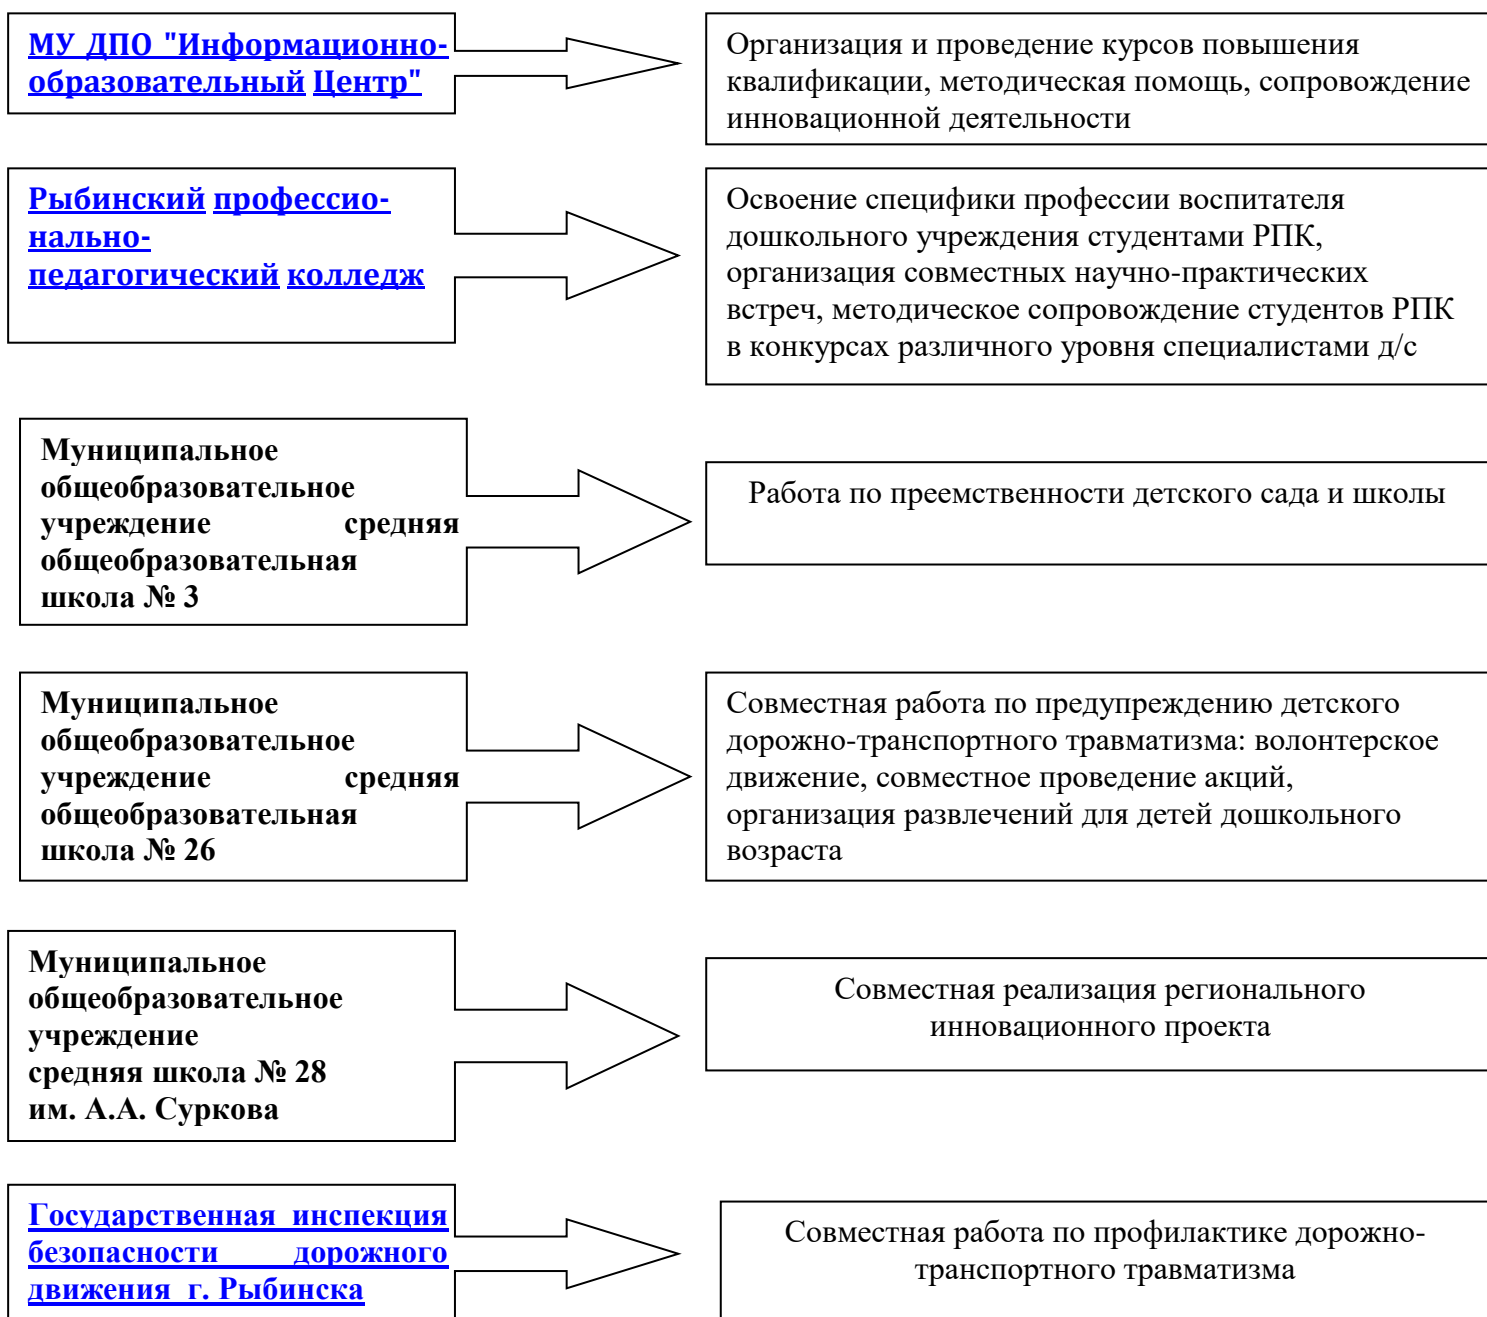 МУ ДПО "Информационно-
образовательный Центр"
Организация и проведение курсов повышения
квалификации, методическая помощь, сопровождение
инновационной деятельности
Рыбинский профессио-
нально-
педагогический колледж
Освоение специфики профессии воспитателя
дошкольного учреждения студентами РПК,
организация совместных научно-практических
встреч, методическое сопровождение студентов РПК
в конкурсах различного уровня специалистами д/с
Муниципальное
общеобразовательное
учреждение средняя
общеобразовательная
школа № 3
Работа по преемственности детского сада и школы
Муниципальное
общеобразовательное
учреждение средняя
общеобразовательная
школа № 26
Совместная работа по предупреждению детского
дорожно-транспортного травматизма: волонтерское
движение, совместное проведение акций,
организация развлечений для детей дошкольного
возраста
Муниципальное
общеобразовательное
учреждение
средняя школа № 28
им. А.А. Суркова
Совместная реализация регионального
инновационного проекта
Государственная инспекция
безопасности дорожного
движения г. Рыбинска
Совместная работа по профилактике дорожно-
транспортного травматизма